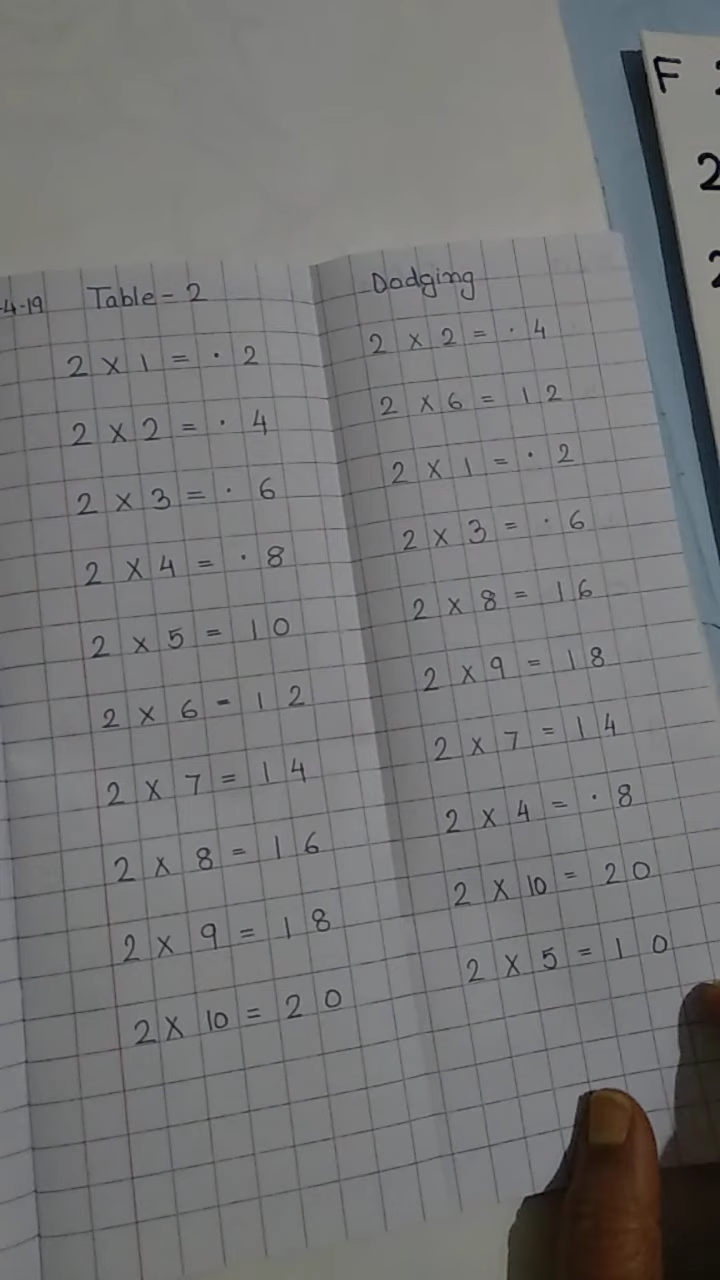 -4-19 Table - 2
2 x 1 = . 2
2 x 2 = . 4
2 x 3 = . 6
2 x 4 = . 8
2 x 5 = 10
2 x 6 = 12
2 x 7 = 14
2 x 8 = 16
2 x 9 = 18
2 x 10 = 20
Dodging
2 x 2 = . 4
2 x 6 = 12
2 x 1 = . 2
2 x 3 = . 6
2 x 8 = 16
2 x 9 = 18
2 x 7 = 14
2 x 4 = . 8
2 x 10 = 20
2 x 5 = 10
F
2